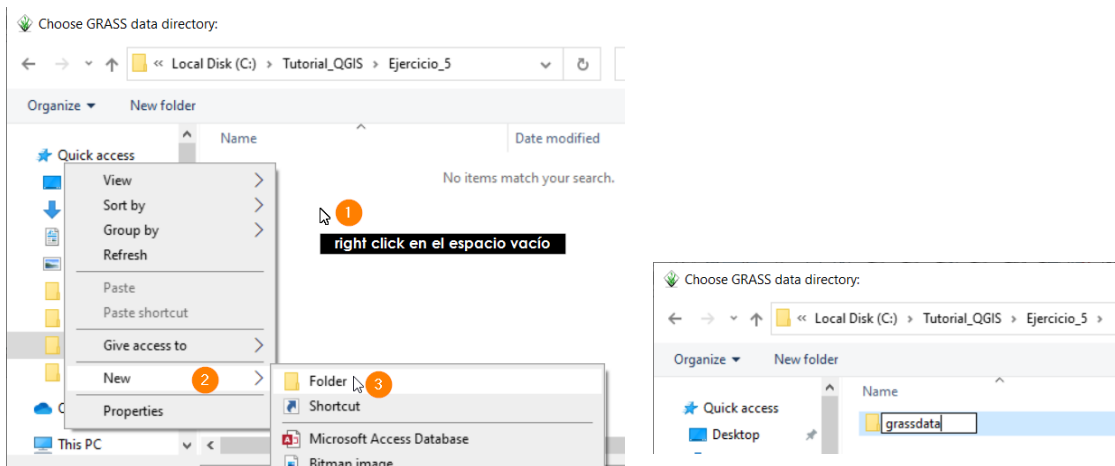 Choose GRASS data directory:
« Local Disk (C:) > Tutorial_QGIS > Ejercicio_5
Organize New folder
Name Date modified
Quick access
No items match your search.
View
Sort by
Group by
Refresh
Paste
Paste shortcut
Give access to
New
Properties
1
right click en el espacio vacío
2
Folder
3
Shortcut
Microsoft Access Database
Bitmap image
This PC
Choose GRASS data directory:
« Local Disk (C:) > Tutorial_QGIS > Ejercicio_5 >
Organize New folder
Name
Quick access
Desktop
grassdata